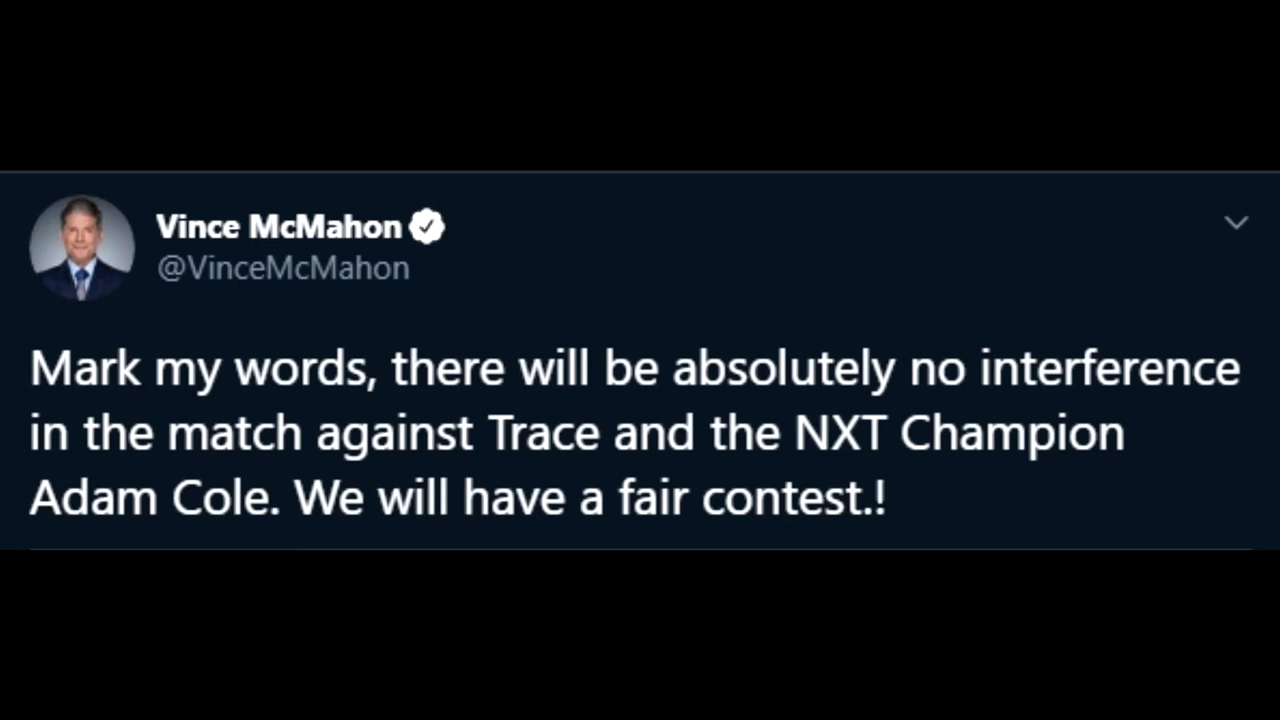 Vince McMahon
@VinceMcMahon
Mark my words, there will be absolutely no interference
in the match against Trace and the NXT Champion
Adam Cole. We will have a fair contest.!